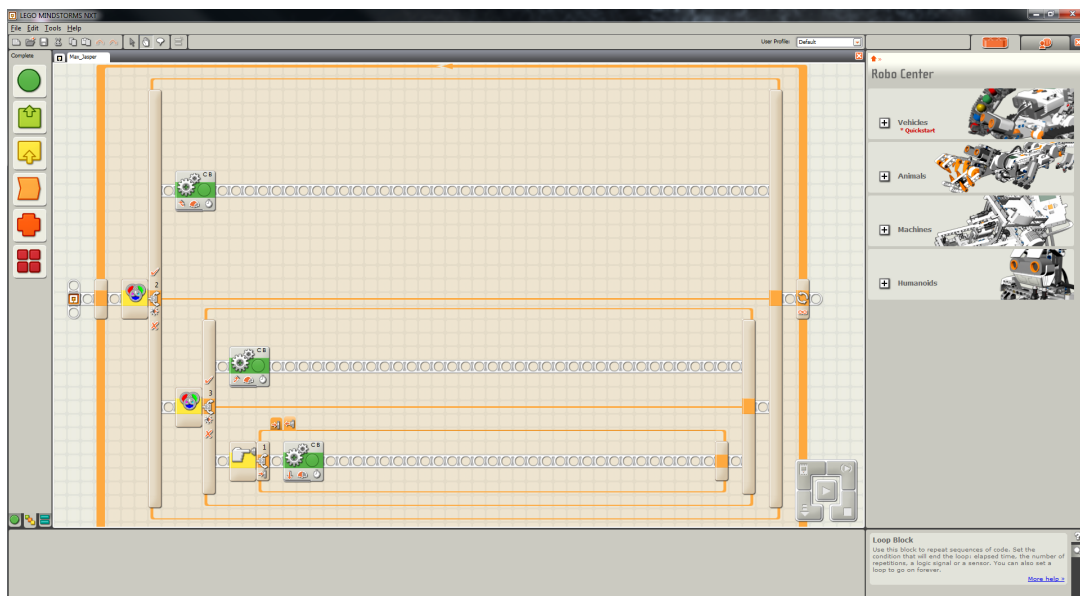 LEGO MINDSTORMS NXT
File Edit Tools Help
User Profile: Default
Complete
Max_Jasper
Robo Center
Vehicles
* Quickstart
Animals
Machines
Humanoids
C B
2
C B
3
1
C B
Loop Block
Use this block to repeat sequences of code. Set the
condition that will end the loop: elapsed time, the number of
repetitions, a logic signal or a sensor. You can also set a
loop to go on forever.
More help »
?